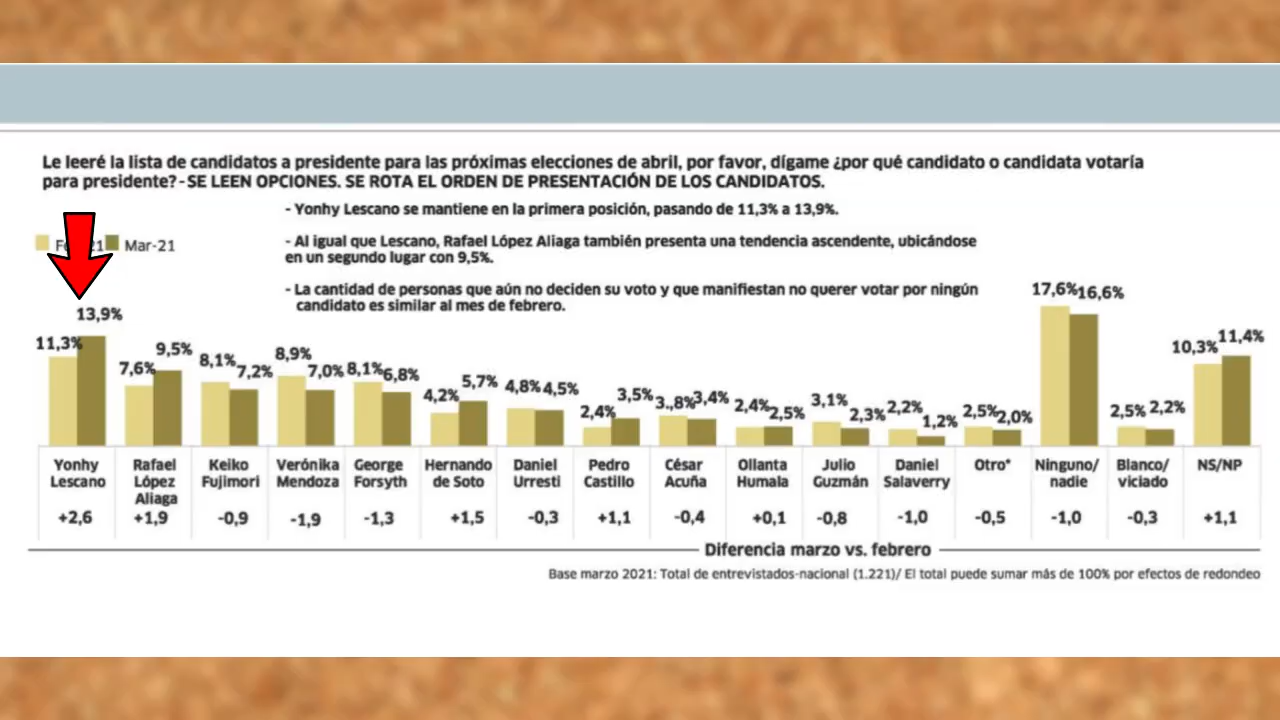 Le leeré la lista de candidatos a presidente para las próximas elecciones de abril, por favor, dígame ¿por qué candidato o candidata votaría
para presidente? - SE LEEN OPCIONES. SE ROTA EL ORDEN DE PRESENTACIÓN DE LOS CANDIDATOS.
- Yonhy Lescano se mantiene en la primera posición, pasando de 11,3% a 13,9%.
- Al igual que Lescano, Rafael López Aliaga también presenta una tendencia ascendente, ubicándose
en un segundo lugar con 9,5%.
- La cantidad de personas que aún no deciden su voto y que manifiestan no querer votar por ningún
candidato es similar al mes de febrero.
Mar-21
11,3% 13,9%
7,6% 9,5%
8,1% 7,2%
8,9% 7,0%
8,1% 6,8%
4,2% 5,7%
4,8% 4,5%
2,4% 3,5%
3.,8% 3,4%
2,4% 2,5%
3,1% 2,3%
2,2% 1,2%
2,5% 2,0%
17,6% 16,6%
2,5% 2,2%
10,3% 11,4%
Yonhy
Lescano
+2,6
Rafael
López
Aliaga
+1,9
Keiko
Fujimori
-0,9
Verónika
Mendoza
-1,9
George
Forsyth
-1,3
Hernando
de Soto
+1,5
Daniel
Urresti
-0,3
Pedro
Castillo
+1,1
César
Acuña
-0,4
Ollanta
Humala
+0,1
Julio
Guzmán
-0,8
Daniel
Salaverry
-1,0
Otro*
-0,5
Ninguno/
nadie
-1,0
Blanco/
viciado
-0,3
NS/NP
+1,1
Diferencia marzo vs. febrero
Base marzo 2021: Total de entrevistados-nacional (1.221)/ El total puede sumar más de 100% por efectos de redondeo